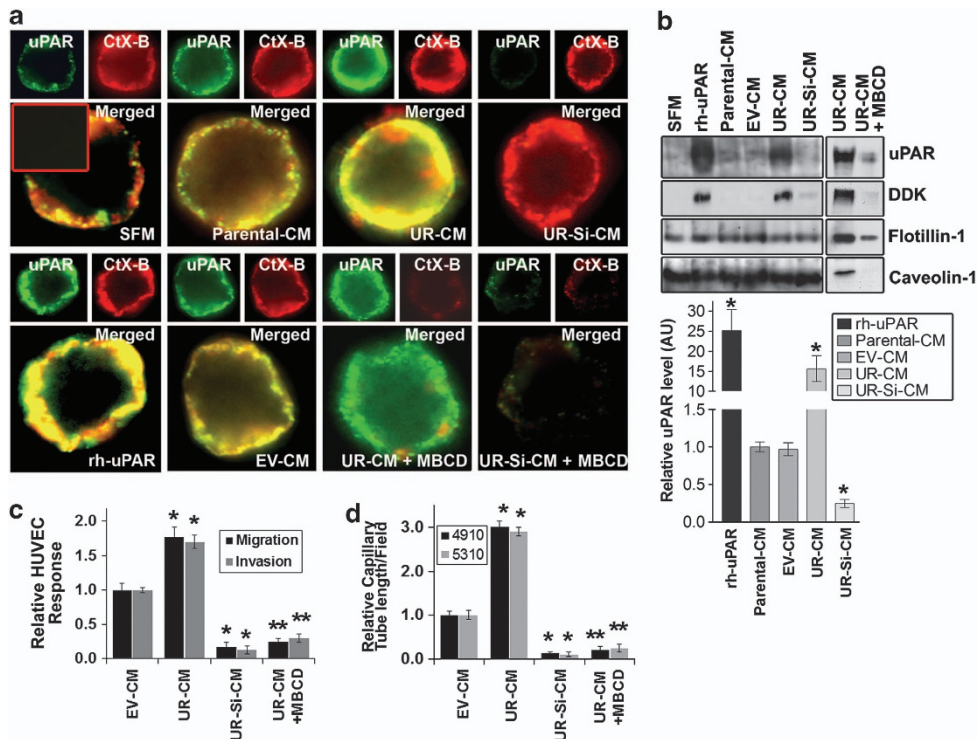 a
uPAR CtX-B uPAR CtX-B uPAR CtX-B uPAR CtX-B
Merged Merged Merged Merged
SFM Parental-CM UR-CM UR-Si-CM
uPAR CtX-B uPAR CtX-B uPAR CtX-B uPAR CtX-B
Merged Merged Merged Merged
rh-uPAR EV-CM UR-CM + MBCD UR-Si-CM + MBCD
b
SFM
rh-uPAR
Parental-CM
EV-CM
UR-CM
UR-Si-CM
UR-CM
UR-CM
+ MBCD
uPAR
DDK
Flotillin-1
Caveolin-1
Relative uPAR level (AU)
30
25
20
15
10
1.0
0.5
0.0
*
*
*
rh-uPAR
Parental-CM
EV-CM
UR-CM
UR-Si-CM
rh-uPAR
Parental-CM
EV-CM
UR-CM
UR-Si-CM
c
Relative HUVEC
Response
2.0
1.5
1.0
0.5
0.0
* *
* *
** **
Migration
Invasion
EV-CM
UR-CM
UR-Si-CM
UR-CM
+MBCD
d
Relative Capillary
Tube length/Field
3.0
2.0
1.0
0.0
4910
5310
* *
* *
** **
EV-CM
UR-CM
UR-Si-CM
UR-CM
+MBCD